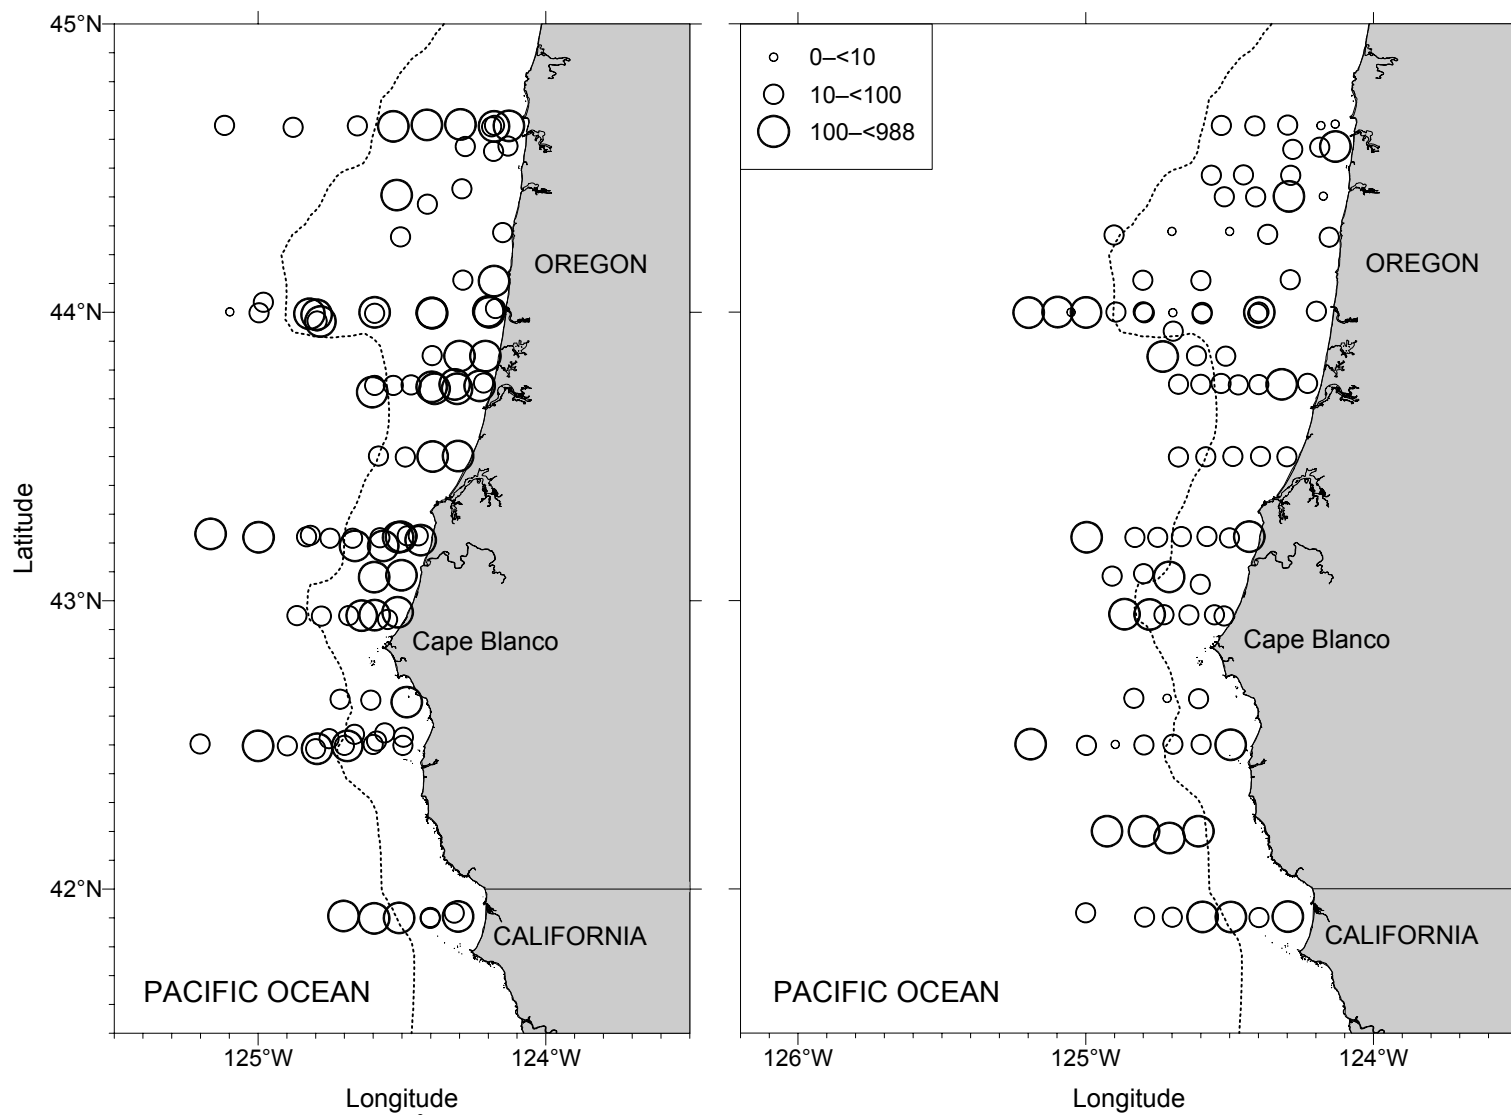 45°N
44°N
43°N
42°N
Latitude
OREGON
Cape Blanco
CALIFORNIA
PACIFIC OCEAN
125°W
124°W
Longitude
0–<10
10–<100
100–<988
OREGON
Cape Blanco
CALIFORNIA
PACIFIC OCEAN
126°W
125°W
124°W
Longitude